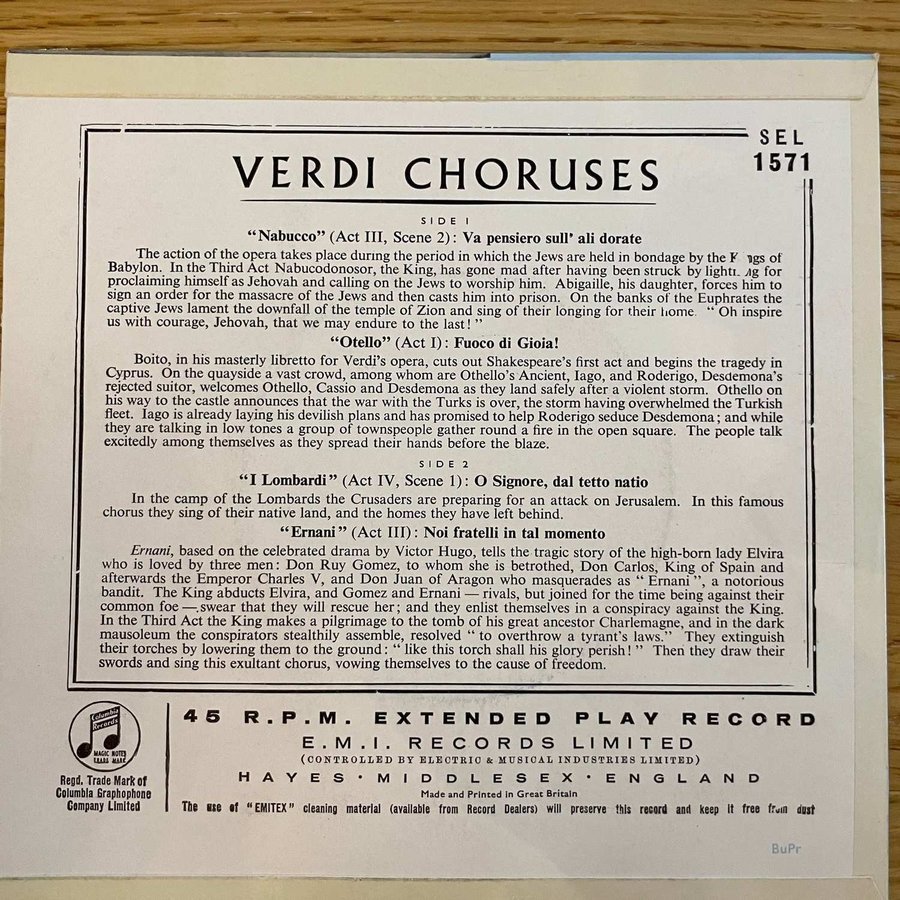 SEL
1571
VERDI CHORUSES
SIDE 1
“Nabucco” (Act III, Scene 2): Va pensiero sull' ali dorate
The action of the opera takes place during the period in which the Jews are held in bondage by the gs of
Babylon. In the Third Act Nabucodonosor, the King, has gone mad after having been struck by light g for
proclaiming himself as Jehovah and calling on the Jews to worship him. Abigaille, his daughter, forces him to
sign an order for the massacre of the Jews and then casts him into prison. On the banks of the Euphrates the
captive Jews lament the downfall of the temple of Zion and sing of their longing for their home. “Oh inspire
us with courage, Jehovah, that we may endure to the last!”
“Otello” (Act I): Fuoco di Gioia!
Boito, in his masterly libretto for Verdi's opera, cuts out Shakespeare's first act and begins the tragedy in
Cyprus. On the quayside a vast crowd, among whom are Othello's Ancient, Iago, and Roderigo, Desdemona's
rejected suitor, welcomes Othello, Cassio and Desdemona as they land safely after a violent storm. Othello on
his way to the castle announces that the war with the Turks is over, the storm having overwhelmed the Turkish
fleet. Iago is already laying his devilish plans and has promised to help Roderigo seduce Desdemona; and while
they are talking in low tones a group of townspeople gather round a fire in the open square. The people talk
excitedly among themselves as they spread their hands before the blaze.
SIDE 2
“I Lombardi” (Act IV, Scene 1): O Signore, dal tetto natio
In the camp of the Lombards the Crusaders are preparing for an attack on Jerusalem. In this famous
chorus they sing of their native land, and the homes they have left behind.
“Ernani” (Act III): Noi fratelli in tal momento
Ernani, based on the celebrated drama by Victor Hugo, tells the tragic story of the high-born lady Elvira
who is loved by three men: Don Ruy Gomez, to whom she is betrothed, Don Carlos, King of Spain and
afterwards the Emperor Charles V, and Don Juan of Aragon who masquerades as “Ernani”, a notorious
bandit. The King abducts Elvira, and Gomez and Ernani — rivals, but joined for the time being against their
common foe — swear that they will rescue her; and they enlist themselves in a conspiracy against the King.
In the Third Act the King makes a pilgrimage to the tomb of his great ancestor Charlemagne, and in the dark
mausoleum the conspirators stealthily assemble, resolved “to overthrow a tyrant's laws.” They extinguish
their torches by lowering them to the ground: “like this torch shall his glory perish!” Then they draw their
swords and sing this exultant chorus, vowing themselves to the cause of freedom.
Columbia
Records
MAGIC NOTES
TRADE MARK
Regd. Trade Mark of
Columbia Graphophone
Company Limited
45 R.P.M. EXTENDED PLAY RECORD
E.M.I. RECORDS LIMITED
(CONTROLLED BY ELECTRIC & MUSICAL INDUSTRIES LIMITED)
HAYES · MIDDLESEX · ENGLAND
Made and Printed in Great Britain
The use of “EMITEX” cleaning material (available from Record Dealers) will preserve this record and keep it free from dust
BuPr